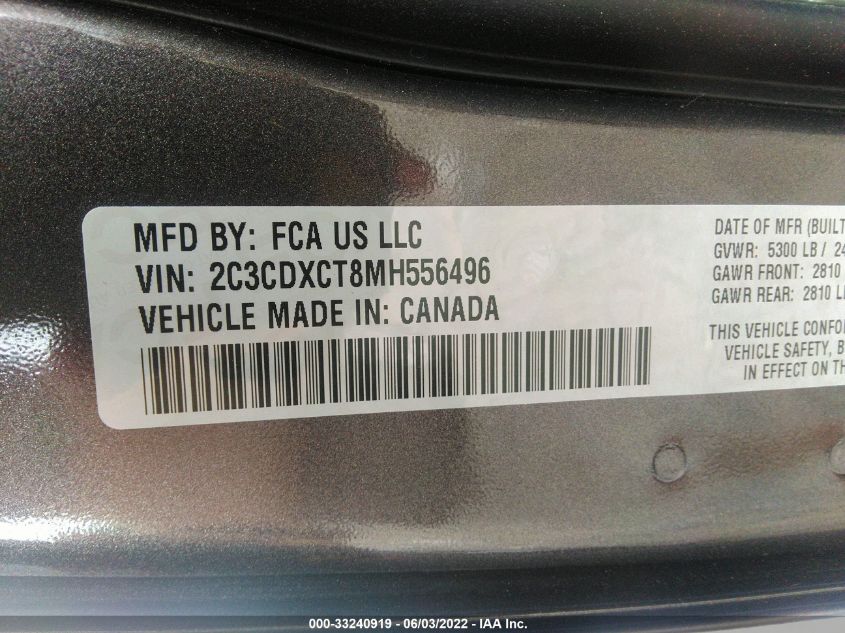 MFD BY: FCA US LLC
VIN: 2C3CDXCT8MH556496
VEHICLE MADE IN: CANADA
DATE OF MFR (BUILT
GVWR: 5300 LB / 24
GAWR FRONT: 2810
GAWR REAR: 2810 L
THIS VEHICLE CONFO
VEHICLE SAFETY, B
IN EFFECT ON TH
000-33240919 - 06/03/2022 - IAA Inc.